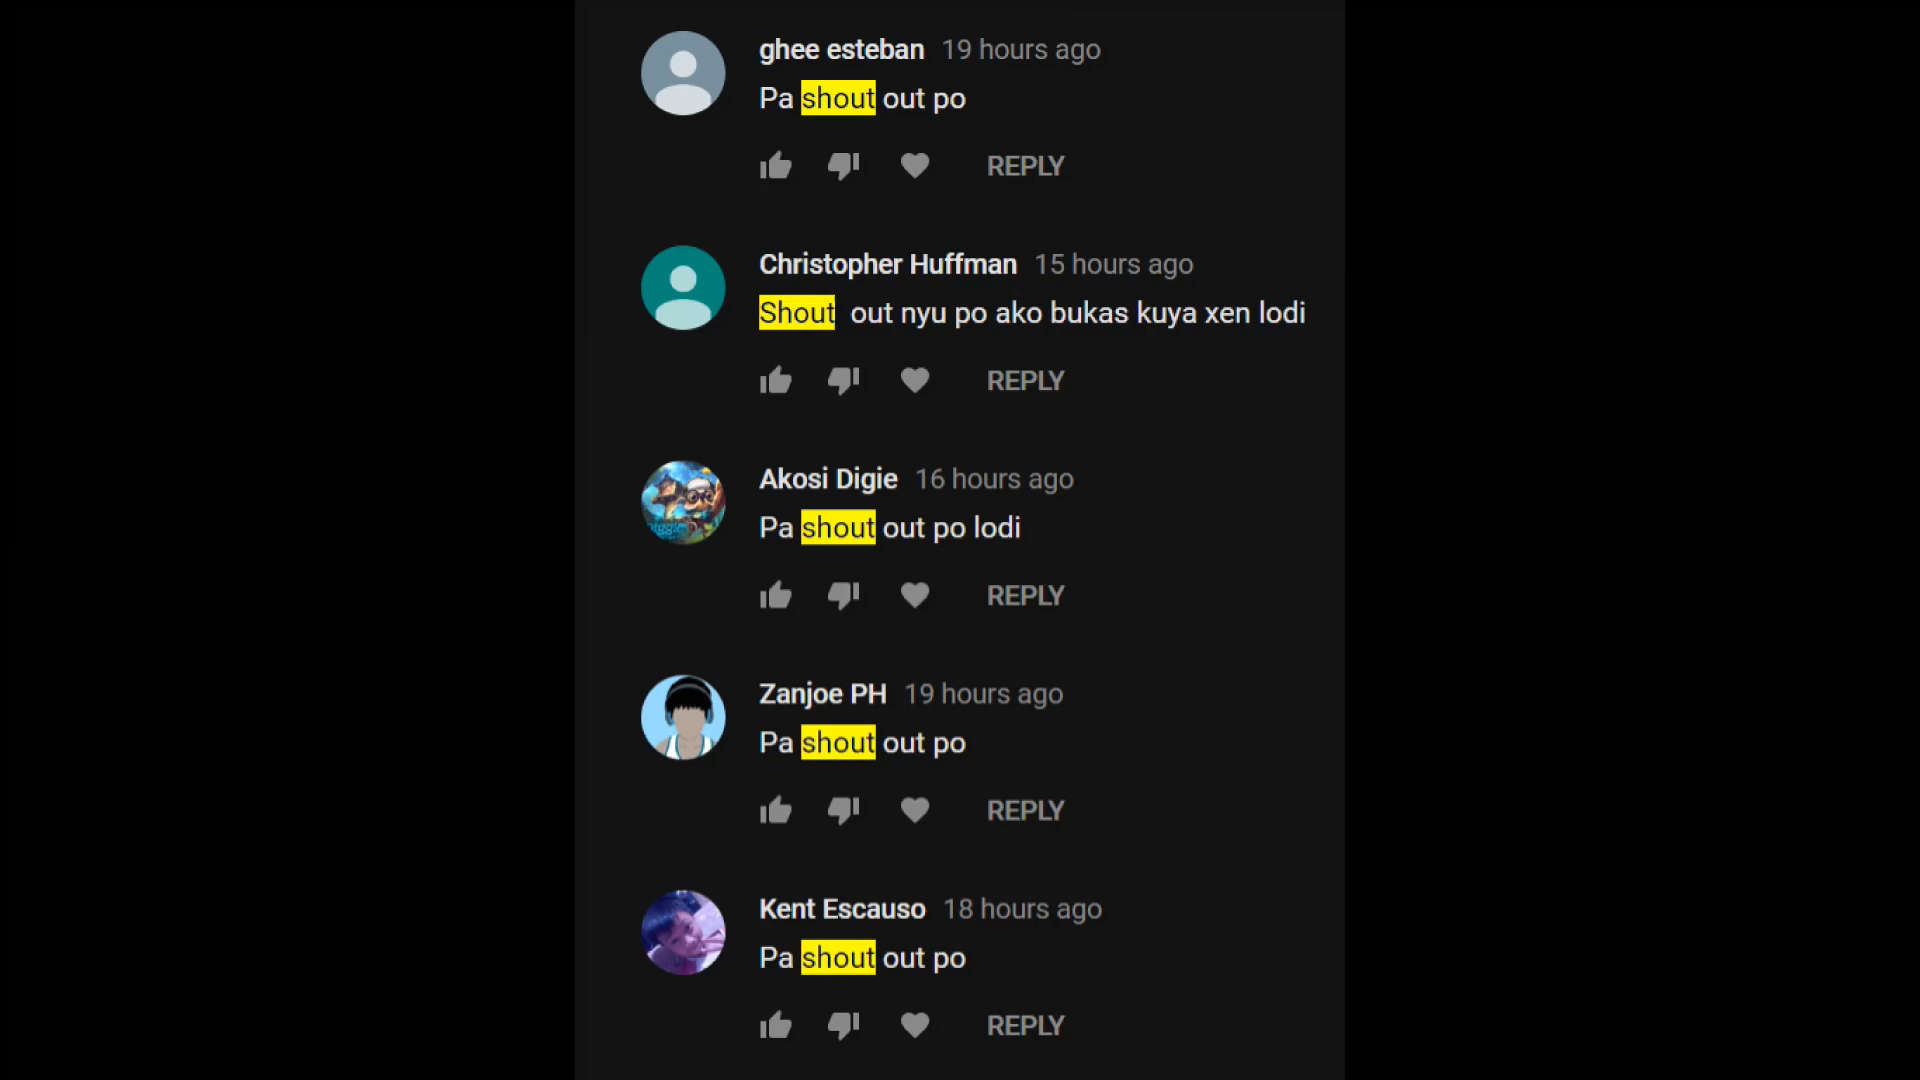 ghee esteban 19 hours ago
Pa shout out po
REPLY
Christopher Huffman 15 hours ago
Shout out nyu po ako bukas kuya xen lodi
REPLY
Akosi Digie 16 hours ago
Pa shout out po lodi
REPLY
Zanjoe PH 19 hours ago
Pa shout out po
REPLY
Kent Escauso 18 hours ago
Pa shout out po
REPLY